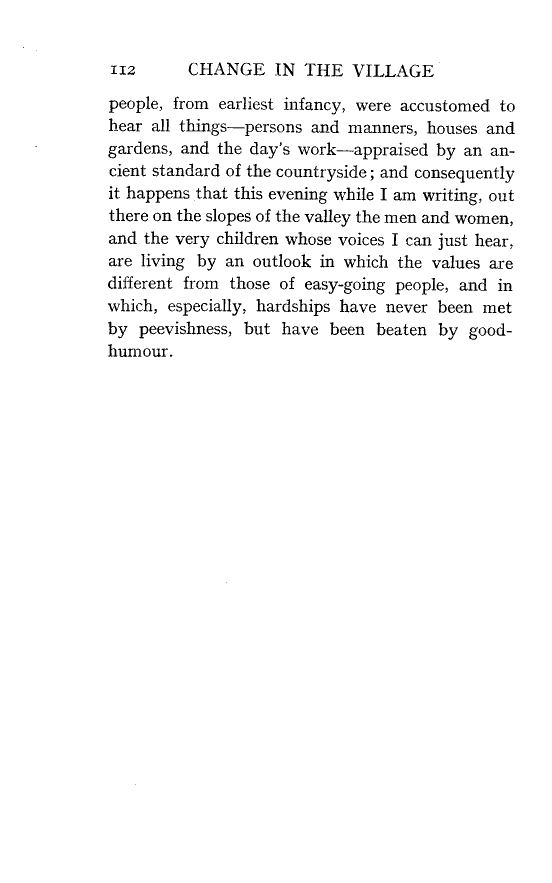 112 CHANGE IN THE VILLAGE
people, from earliest infancy, were accustomed to
hear all things—persons and manners, houses and
gardens, and the day's work—appraised by an an-
cient standard of the countryside; and consequently
it happens that this evening while I am writing, out
there on the slopes of the valley the men and women,
and the very children whose voices I can just hear,
are living by an outlook in which the values are
different from those of easy-going people, and in
which, especially, hardships have never been met
by peevishness, but have been beaten by good-
humour.